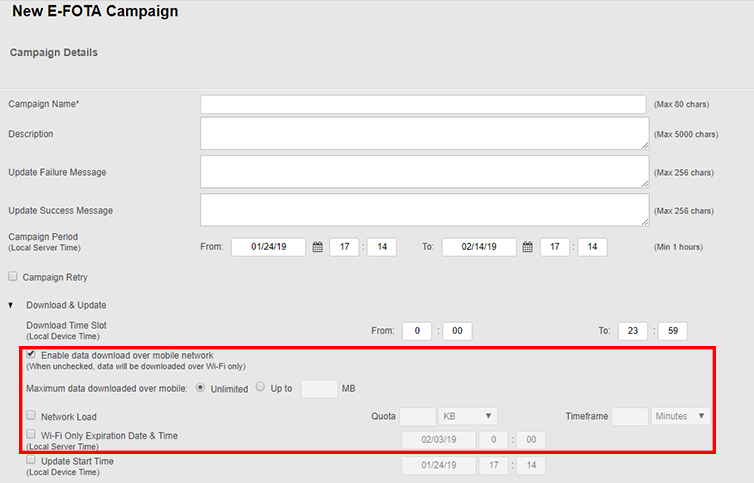 New E-FOTA Campaign
Campaign Details
Campaign Name* (Max 80 chars)
Description (Max 5000 chars)
Update Failure Message (Max 256 chars)
Update Success Message (Max 256 chars)
Campaign Period
(Local Server Time) From: 01/24/19 17 : 14 To: 02/14/19 17 : 14 (Min 1 hours)
Campaign Retry
Download & Update
Download Time Slot
(Local Device Time) From: 0 : 00 To: 23 : 59
Enable data download over mobile network
(When unchecked, data will be downloaded over Wi-Fi only)
Maximum data downloaded over mobile: Unlimited Up to MB
Network Load Quota KB Timeframe Minutes
Wi-Fi Only Expiration Date & Time
(Local Server Time) 02/03/19 0 : 00
Update Start Time
(Local Device Time) 01/24/19 17 : 14